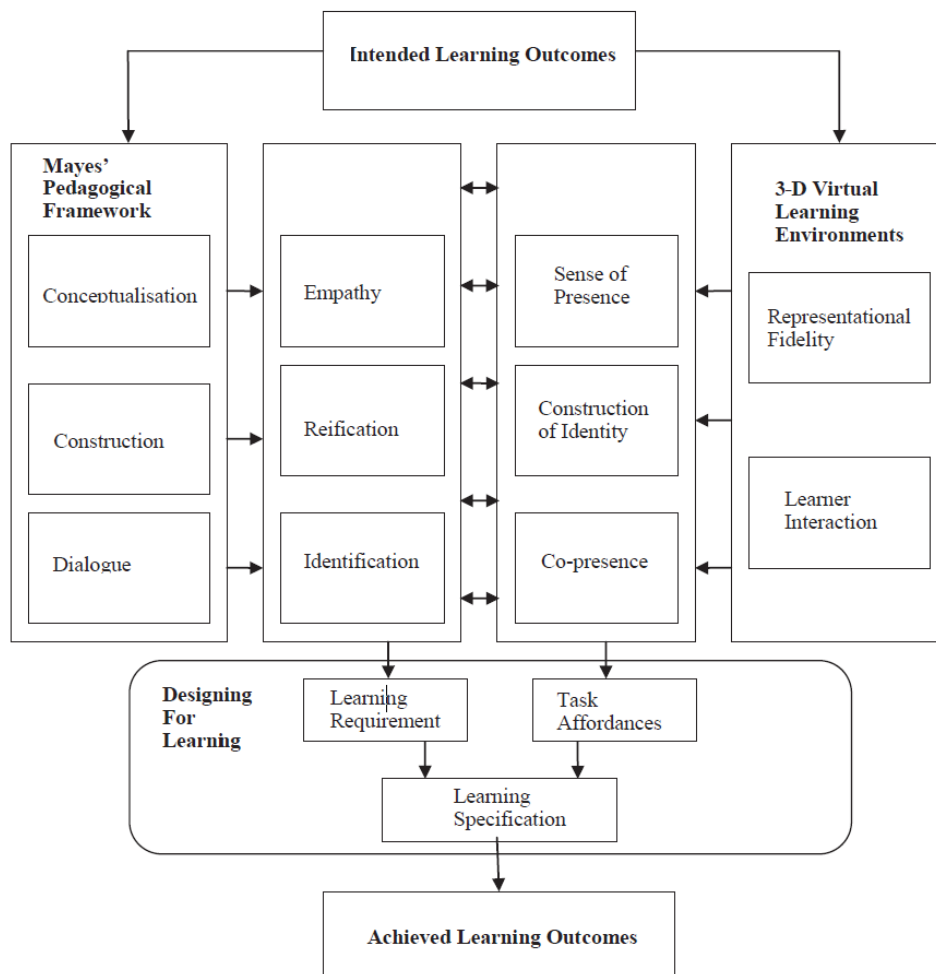 Intended Learning Outcomes
Mayes’
Pedagogical
Framework
Conceptualisation
Construction
Dialogue
Empathy
Reification
Identification
Sense of
Presence
Construction
of Identity
Co-presence
3-D Virtual
Learning
Environments
Representational
Fidelity
Learner
Interaction
Designing
For
Learning
Learning
Requirement
Task
Affordances
Learning
Specification
Achieved Learning Outcomes